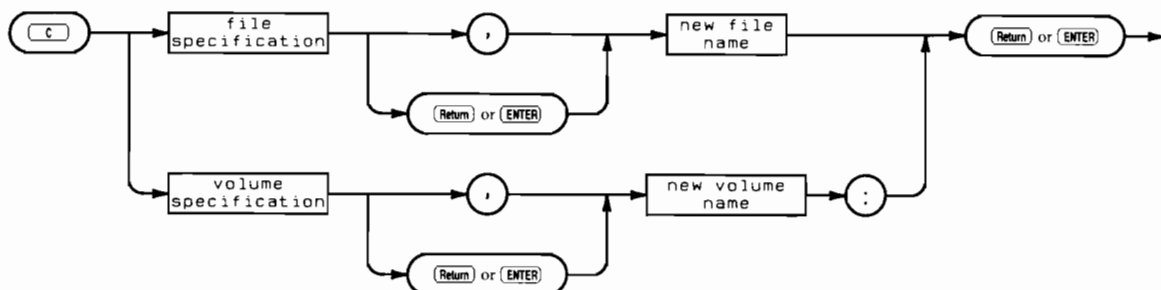 C
file
specification
,
new file
name
Return or ENTER
Return or ENTER
volume
specification
,
new volume
name
:
Return or ENTER